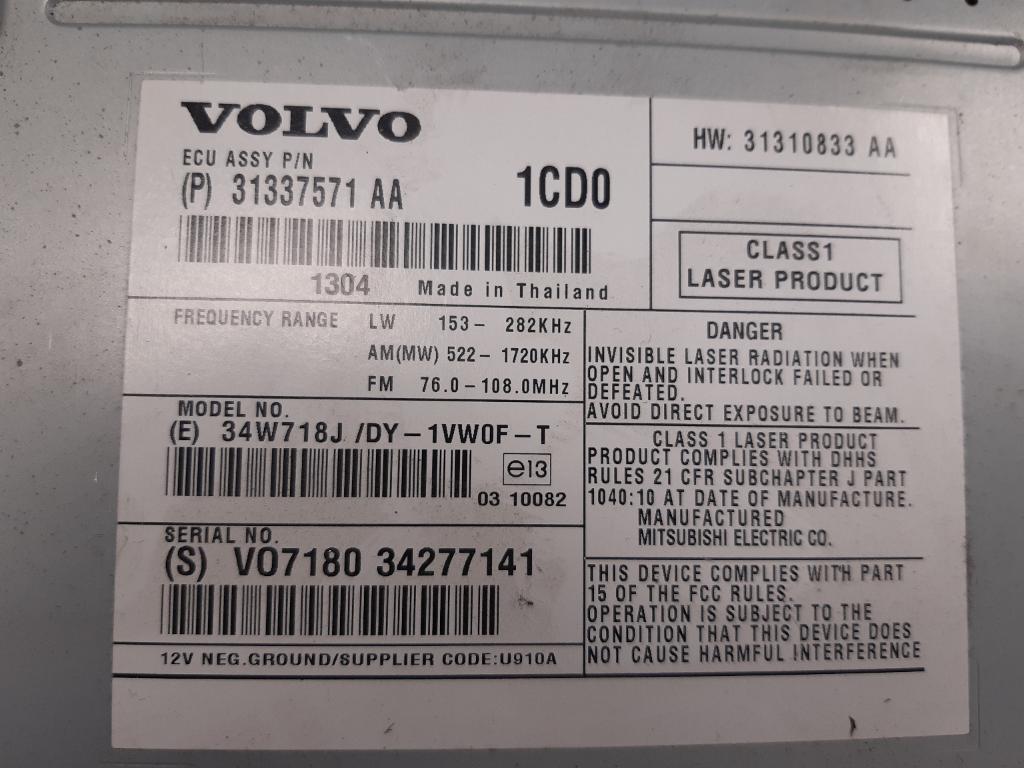 VOLVO
ECU ASSY P/N
(P) 31337571 AA
1CD0
1304 Made in Thailand
HW: 31310833 AA
CLASS1
LASER PRODUCT
FREQUENCY RANGE LW 153- 282KHz
AM(MW) 522- 1720KHz
FM 76.0-108.0MHz
MODEL NO.
(E) 34W718J /DY-1VW0F-T
e13
03 10082
SERIAL NO.
(S) VO7180 34277141
12V NEG.GROUND/SUPPLIER CODE:U910A
DANGER
INVISIBLE LASER RADIATION WHEN
OPEN AND INTERLOCK FAILED OR
DEFEATED.
AVOID DIRECT EXPOSURE TO BEAM.
CLASS 1 LASER PRODUCT
PRODUCT COMPLIES WITH DHHS
RULES 21 CFR SUBCHAPTER J PART
1040:10 AT DATE OF MANUFACTURE.
MANUFACTURED
MITSUBISHI ELECTRIC CO.
THIS DEVICE COMPLIES WITH PART
15 OF THE FCC RULES.
OPERATION IS SUBJECT TO THE
CONDITION THAT THIS DEVICE DOES
NOT CAUSE HARMFUL INTERFERENCE